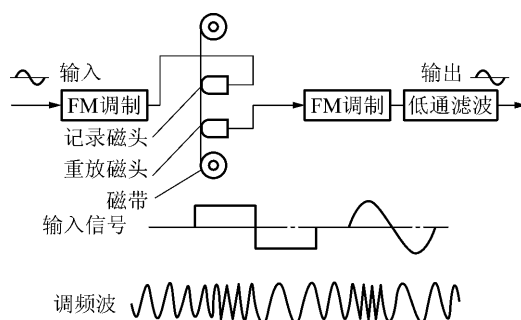 输入
输出
FM调制
FM调制
低通滤波
记录磁头
重放磁头
磁带
输入信号
调频波